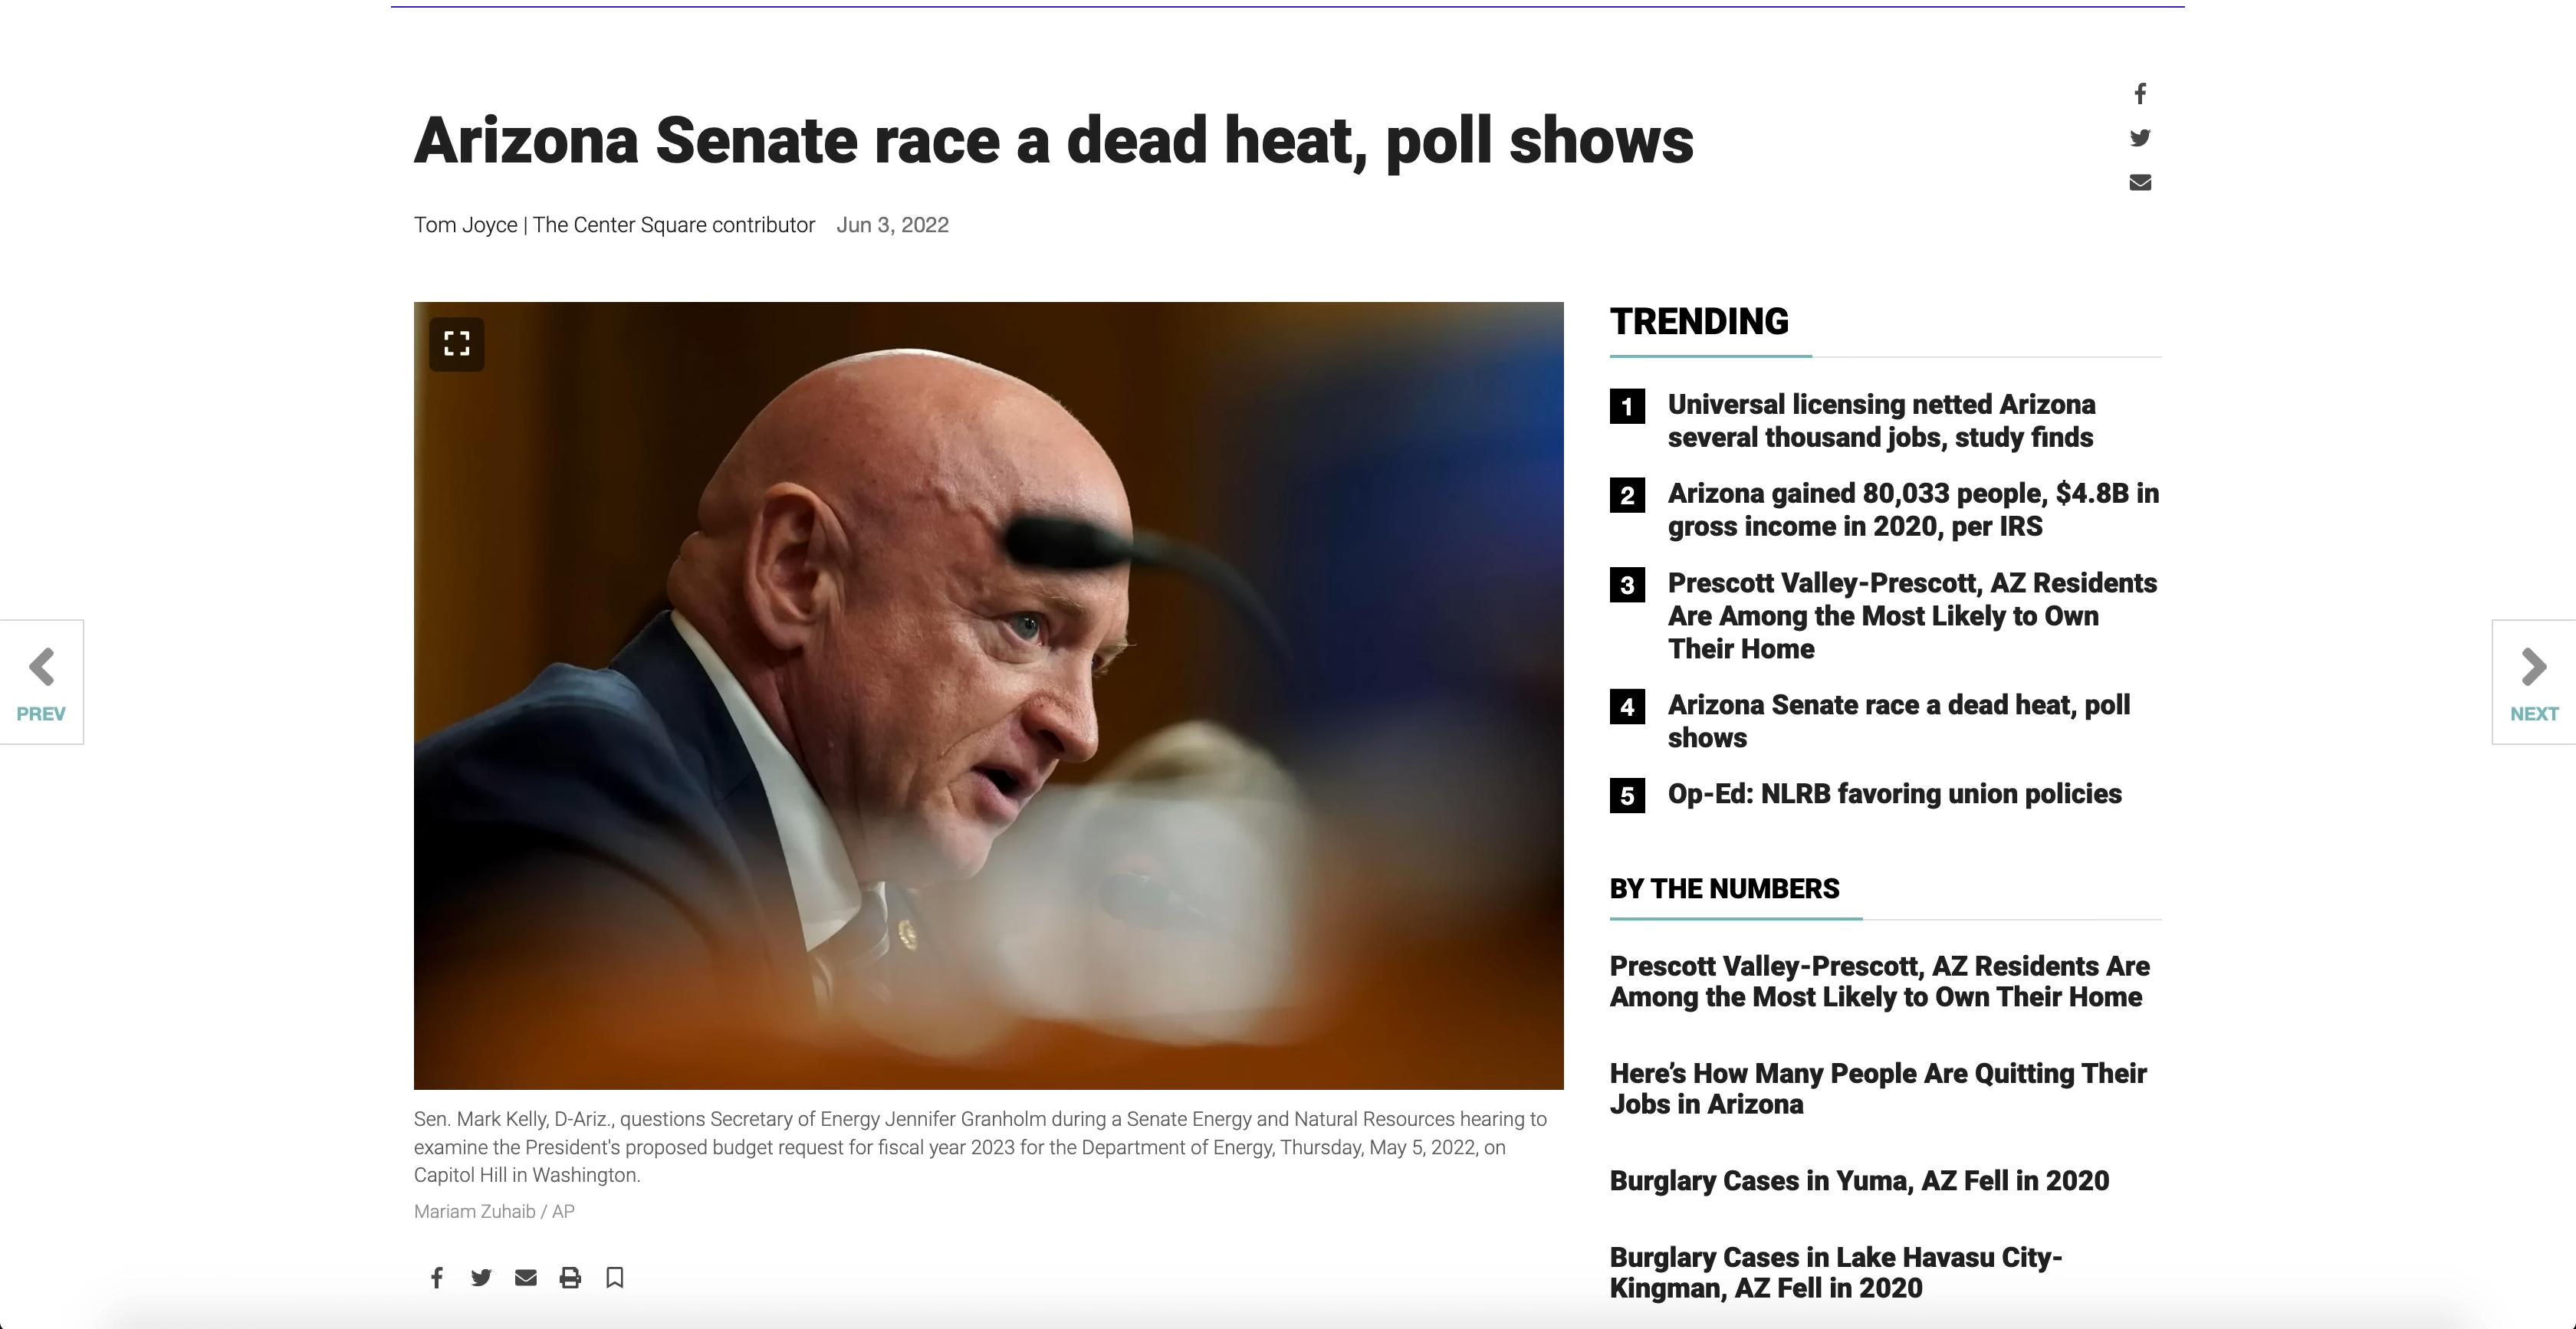 Arizona Senate race a dead heat, poll shows
Tom Joyce | The Center Square contributor Jun 3, 2022
Sen. Mark Kelly, D-Ariz., questions Secretary of Energy Jennifer Granholm during a Senate Energy and Natural Resources hearing to
examine the President's proposed budget request for fiscal year 2023 for the Department of Energy, Thursday, May 5, 2022, on
Capitol Hill in Washington.
Mariam Zuhaib / AP
TRENDING
1 Universal licensing netted Arizona
several thousand jobs, study finds
2 Arizona gained 80,033 people, $4.8B in
gross income in 2020, per IRS
3 Prescott Valley-Prescott, AZ Residents
Are Among the Most Likely to Own
Their Home
4 Arizona Senate race a dead heat, poll
shows
5 Op-Ed: NLRB favoring union policies
BY THE NUMBERS
Prescott Valley-Prescott, AZ Residents Are
Among the Most Likely to Own Their Home
Here’s How Many People Are Quitting Their
Jobs in Arizona
Burglary Cases in Yuma, AZ Fell in 2020
Burglary Cases in Lake Havasu City-
Kingman, AZ Fell in 2020
PREV
NEXT